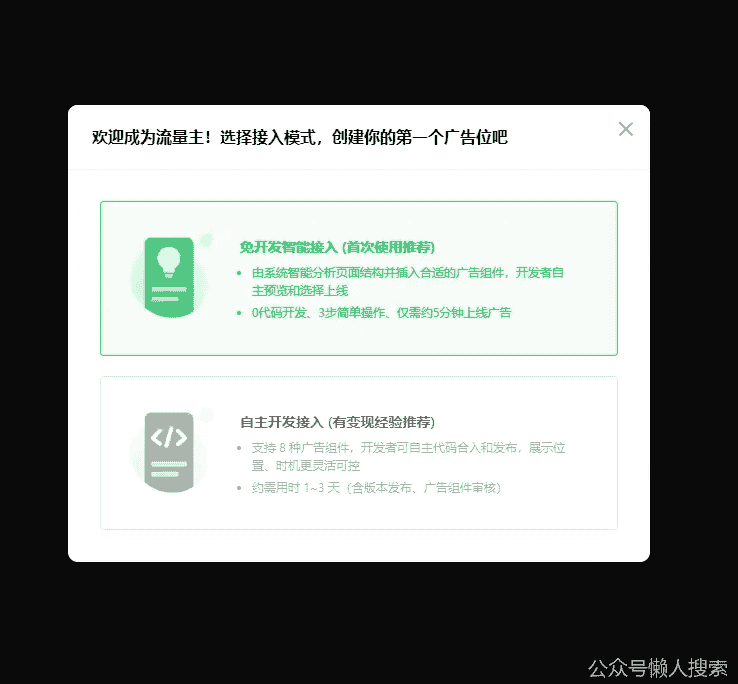 欢迎成为流量主！选择接入模式，创建你的第一个广告位吧
免开发智能接入 (首次使用推荐)
由系统智能分析页面结构并插入合适的广告组件，开发者自
主预览和选择上线
0代码开发、3步简单操作、仅需约5分钟上线广告
自主开发接入 (有变现经验推荐)
支持 8 种广告组件，开发者可自主代码合入和发布，展示位
置、时机更灵活可控
约需用时 1~3 天（含版本发布、广告组件审核）
公众号懒人搜索